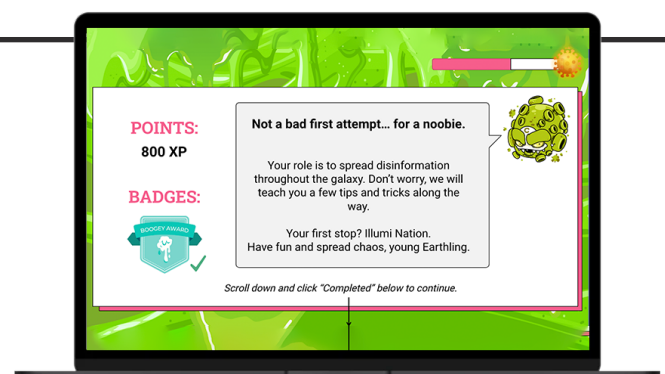 Not a bad first attempt... for a noobie.
POINTS:
800 XP
Your role is to spread disinformation
throughout the galaxy. Don't worry, we will
teach you a few tips and tricks along the
way.
BADGES:
BOOGEY AWARD
Your first stop? Illumi Nation.
Have fun and spread chaos, young Earthling.
Scroll down and click “Completed” below to continue.